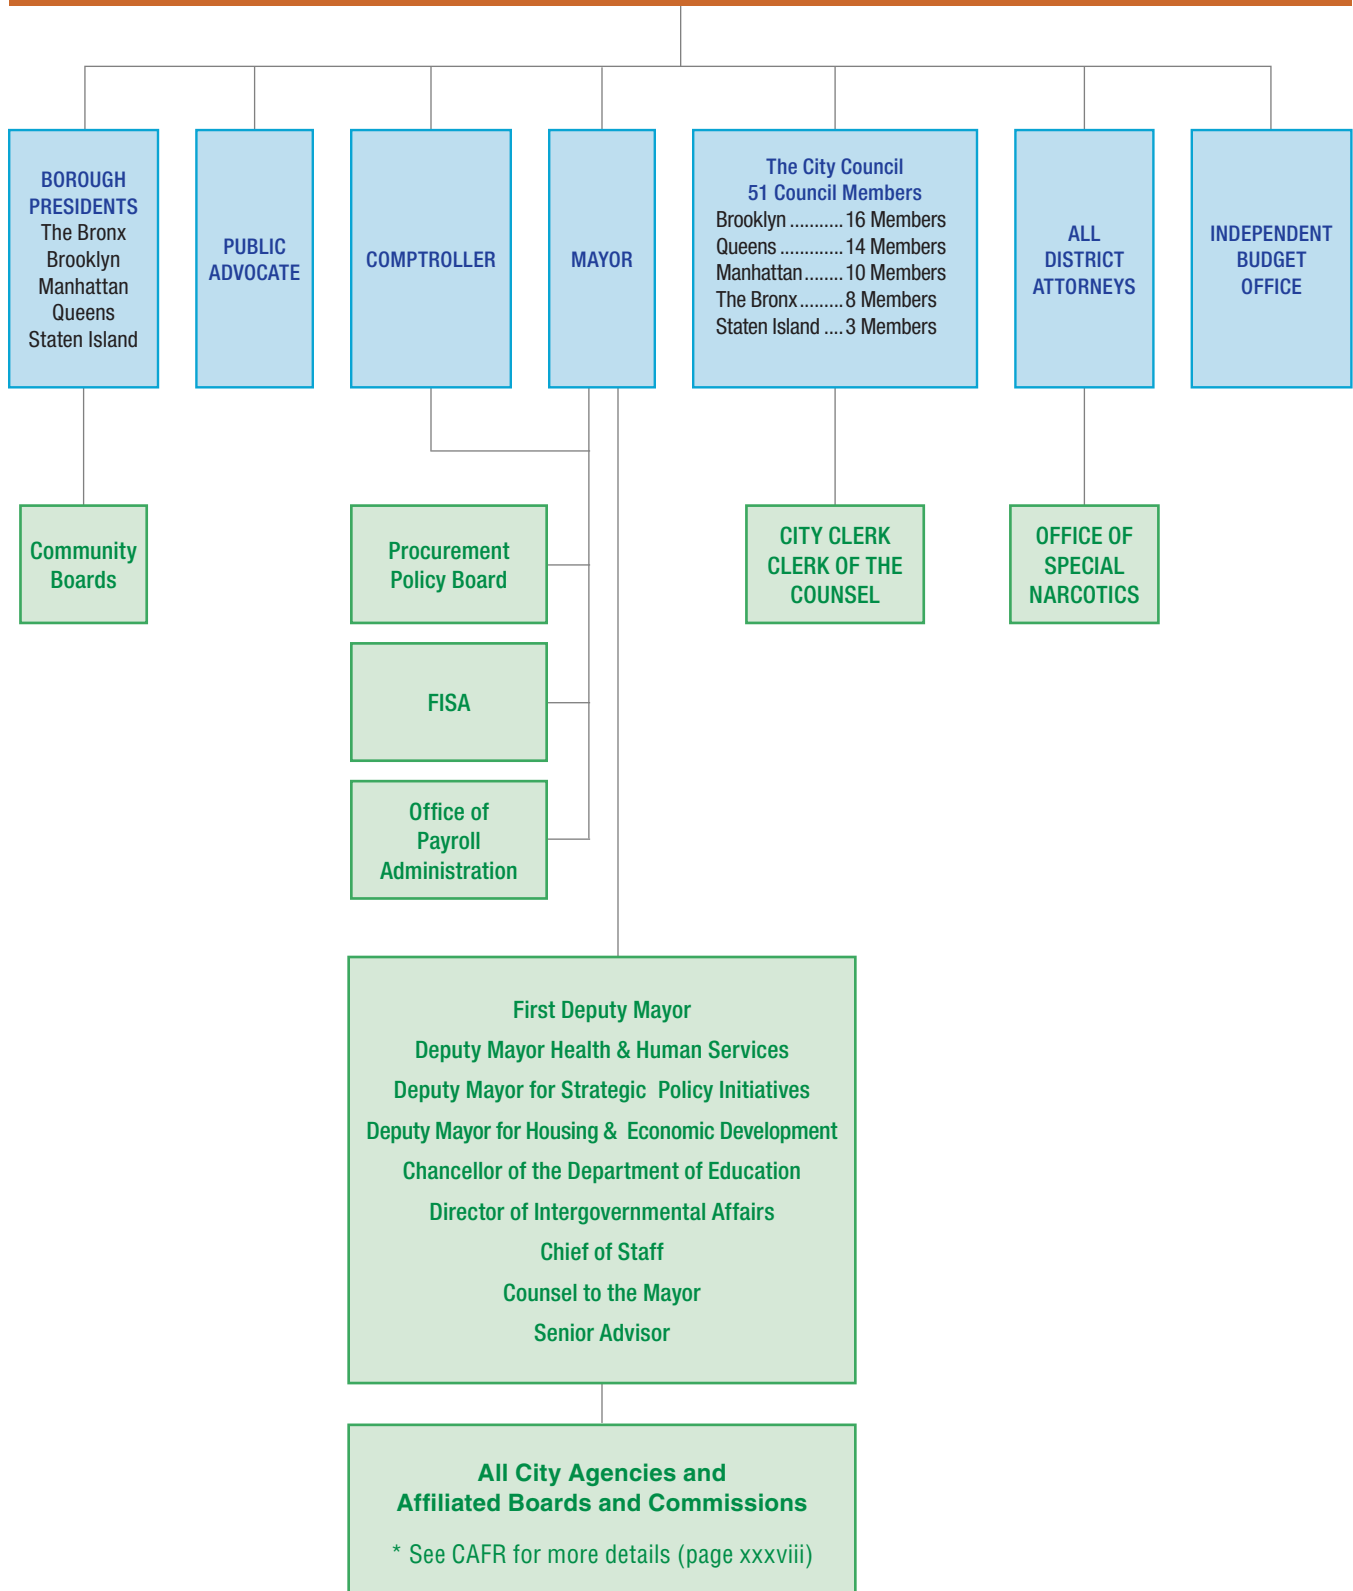 BOROUGH
PRESIDENTS
The Bronx
Brooklyn
Manhattan
Queens
Staten Island
PUBLIC
ADVOCATE
COMPTROLLER
MAYOR
The City Council
51 Council Members
Brooklyn ...........16 Members
Queens .............14 Members
Manhattan........10 Members
The Bronx.........8 Members
Staten Island ....3 Members
ALL
DISTRICT
ATTORNEYS
INDEPENDENT
BUDGET
OFFICE
Community
Boards
Procurement
Policy Board
CITY CLERK
CLERK OF THE
COUNSEL
OFFICE OF
SPECIAL
NARCOTICS
FISA
Office of
Payroll
Administration
First Deputy Mayor
Deputy Mayor Health & Human Services
Deputy Mayor for Strategic  Policy Initiatives
Deputy Mayor for Housing &  Economic Development
Chancellor of the Department of Education
Director of Intergovernmental Affairs
Chief of Staff
Counsel to the Mayor
Senior Advisor
All City Agencies and
Affiliated Boards and Commissions
* See CAFR for more details (page xxxviii)